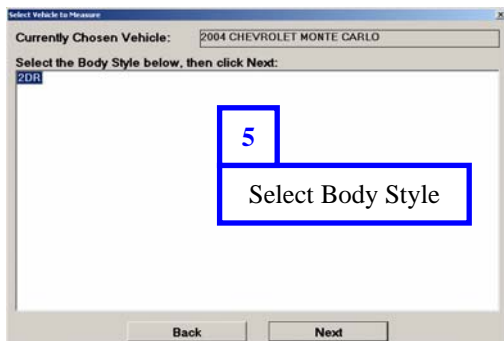 Select Vehicle to Measure
Currently Chosen Vehicle: 2004 CHEVROLET MONTE CARLO
Select the Body Style below, then click Next:
2DR
5
Select Body Style
Back Next